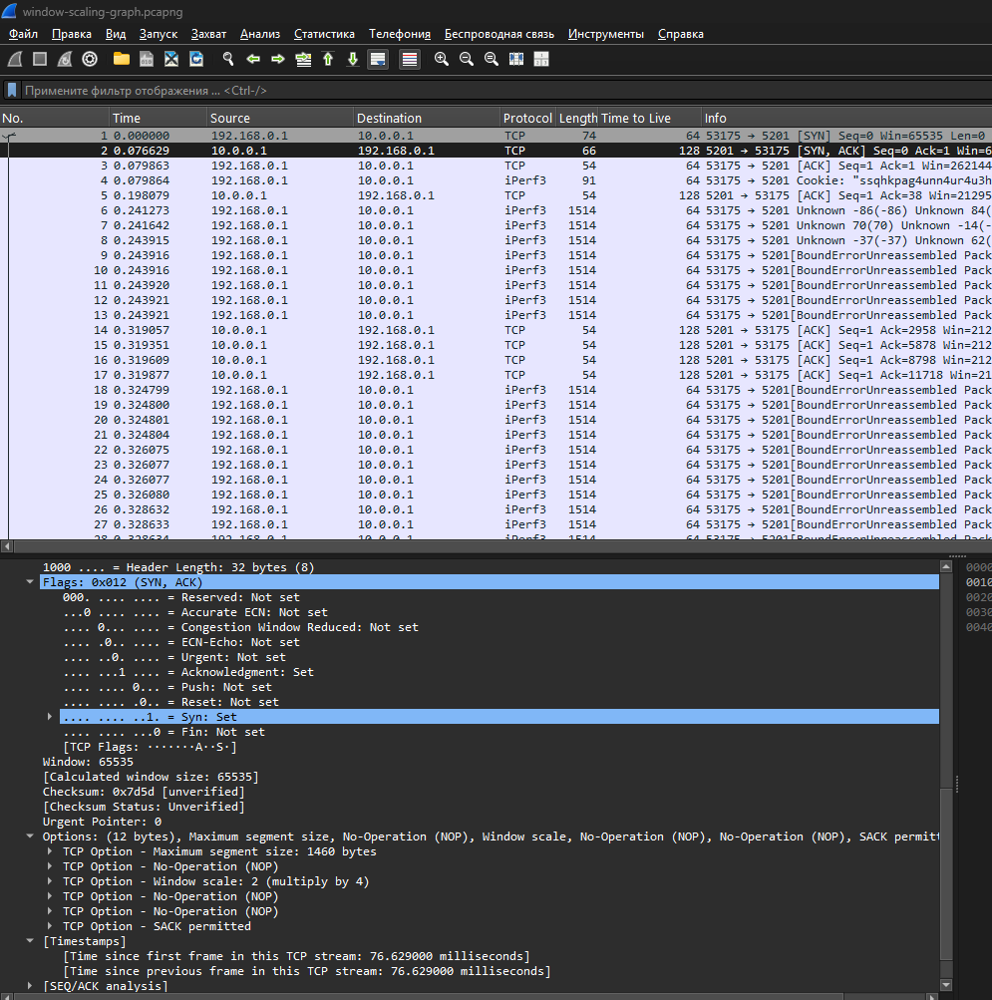 window-scaling-graph.pcapng
Файл Правка Вид Запуск Захват Анализ Статистика Телефония Беспроводная связь Инструменты Справка
Примените фильтр отображения ... <Ctrl-/>
No. Time Source Destination Protocol Length Time to Live Info
1 0.000000 192.168.0.1 10.0.0.1 TCP 74 64 53175 → 5201 [SYN] Seq=0 Win=65535 Len=0
2 0.076629 10.0.0.1 192.168.0.1 TCP 66 128 5201 → 53175 [SYN, ACK] Seq=0 Ack=1 Win=6
3 0.079863 192.168.0.1 10.0.0.1 TCP 54 64 53175 → 5201 [ACK] Seq=1 Ack=1 Win=262144
4 0.079864 192.168.0.1 10.0.0.1 iPerf3 91 64 53175 → 5201 Cookie: "ssqhkpag4unn4ur4u3h
5 0.198079 10.0.0.1 192.168.0.1 TCP 54 128 5201 → 53175 [ACK] Seq=1 Ack=38 Win=21295
6 0.241273 192.168.0.1 10.0.0.1 iPerf3 1514 64 53175 → 5201 Unknown -86(-86) Unknown 84(
7 0.241642 192.168.0.1 10.0.0.1 iPerf3 1514 64 53175 → 5201 Unknown 70(70) Unknown -14(-
8 0.243915 192.168.0.1 10.0.0.1 iPerf3 1514 64 53175 → 5201 Unknown -37(-37) Unknown 62(
9 0.243916 192.168.0.1 10.0.0.1 iPerf3 1514 64 53175 → 5201[BoundErrorUnreassembled Pack
10 0.243916 192.168.0.1 10.0.0.1 iPerf3 1514 64 53175 → 5201[BoundErrorUnreassembled Pack
11 0.243920 192.168.0.1 10.0.0.1 iPerf3 1514 64 53175 → 5201[BoundErrorUnreassembled Pack
12 0.243921 192.168.0.1 10.0.0.1 iPerf3 1514 64 53175 → 5201[BoundErrorUnreassembled Pack
13 0.243921 192.168.0.1 10.0.0.1 iPerf3 1514 64 53175 → 5201[BoundErrorUnreassembled Pack
14 0.319057 10.0.0.1 192.168.0.1 TCP 54 128 5201 → 53175 [ACK] Seq=1 Ack=2958 Win=212
15 0.319351 10.0.0.1 192.168.0.1 TCP 54 128 5201 → 53175 [ACK] Seq=1 Ack=5878 Win=212
16 0.319609 10.0.0.1 192.168.0.1 TCP 54 128 5201 → 53175 [ACK] Seq=1 Ack=8798 Win=212
17 0.319877 10.0.0.1 192.168.0.1 TCP 54 128 5201 → 53175 [ACK] Seq=1 Ack=11718 Win=21
18 0.324799 192.168.0.1 10.0.0.1 iPerf3 1514 64 53175 → 5201[BoundErrorUnreassembled Pack
19 0.324800 192.168.0.1 10.0.0.1 iPerf3 1514 64 53175 → 5201[BoundErrorUnreassembled Pack
20 0.324801 192.168.0.1 10.0.0.1 iPerf3 1514 64 53175 → 5201[BoundErrorUnreassembled Pack
21 0.324804 192.168.0.1 10.0.0.1 iPerf3 1514 64 53175 → 5201[BoundErrorUnreassembled Pack
22 0.326075 192.168.0.1 10.0.0.1 iPerf3 1514 64 53175 → 5201[BoundErrorUnreassembled Pack
23 0.326077 192.168.0.1 10.0.0.1 iPerf3 1514 64 53175 → 5201[BoundErrorUnreassembled Pack
24 0.326077 192.168.0.1 10.0.0.1 iPerf3 1514 64 53175 → 5201[BoundErrorUnreassembled Pack
25 0.326080 192.168.0.1 10.0.0.1 iPerf3 1514 64 53175 → 5201[BoundErrorUnreassembled Pack
26 0.328632 192.168.0.1 10.0.0.1 iPerf3 1514 64 53175 → 5201[BoundErrorUnreassembled Pack
27 0.328633 192.168.0.1 10.0.0.1 iPerf3 1514 64 53175 → 5201[BoundErrorUnreassembled Pack
28 0.328634 192.168.0.1 10.0.0.1 iPerf3 1514 64 53175 → 5201[BoundErrorUnreassembled Pack
1000 .... = Header Length: 32 bytes (8)
Flags: 0x012 (SYN, ACK)
000. .... .... = Reserved: Not set
...0 .... .... = Accurate ECN: Not set
.... 0... .... = Congestion Window Reduced: Not set
.... .0.. .... = ECN-Echo: Not set
.... ..0. .... = Urgent: Not set
.... ...1 .... = Acknowledgment: Set
.... .... 0... = Push: Not set
.... .... .0.. = Reset: Not set
.... .... ..1. = Syn: Set
.... .... ...0 = Fin: Not set
[TCP Flags: ·······A··S·]
Window: 65535
[Calculated window size: 65535]
Checksum: 0x7d5d [unverified]
[Checksum Status: Unverified]
Urgent Pointer: 0
Options: (12 bytes), Maximum segment size, No-Operation (NOP), Window scale, No-Operation (NOP), No-Operation (NOP), SACK permitt
TCP Option - Maximum segment size: 1460 bytes
TCP Option - No-Operation (NOP)
TCP Option - Window scale: 2 (multiply by 4)
TCP Option - No-Operation (NOP)
TCP Option - No-Operation (NOP)
TCP Option - SACK permitted
[Timestamps]
[Time since first frame in this TCP stream: 76.629000 milliseconds]
[Time since previous frame in this TCP stream: 76.629000 milliseconds]
[SEQ/ACK analysis]
0000
0010
0020
0030
0040